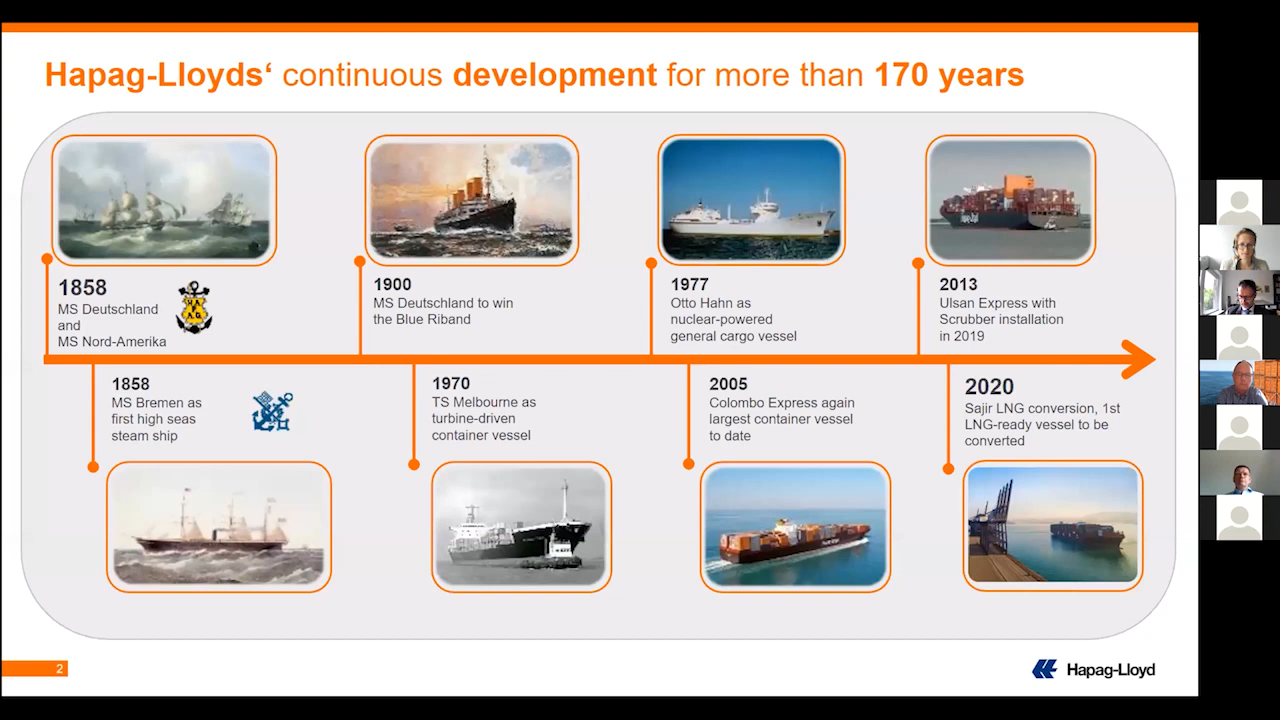 Hapag-Lloyds‘ continuous development for more than 170 years
1858
MS Deutschland
and
MS Nord-Amerika
1900
MS Deutschland to win
the Blue Riband
1977
Otto Hahn as
nuclear-powered
general cargo vessel
2013
Ulsan Express with
Scrubber installation
in 2019
1858
MS Bremen as
first high seas
steam ship
1970
TS Melbourne as
turbine-driven
container vessel
2005
Colombo Express again
largest container vessel
to date
2020
Sajir LNG conversion, 1st
LNG-ready vessel to be
converted
2
Hapag-Lloyd